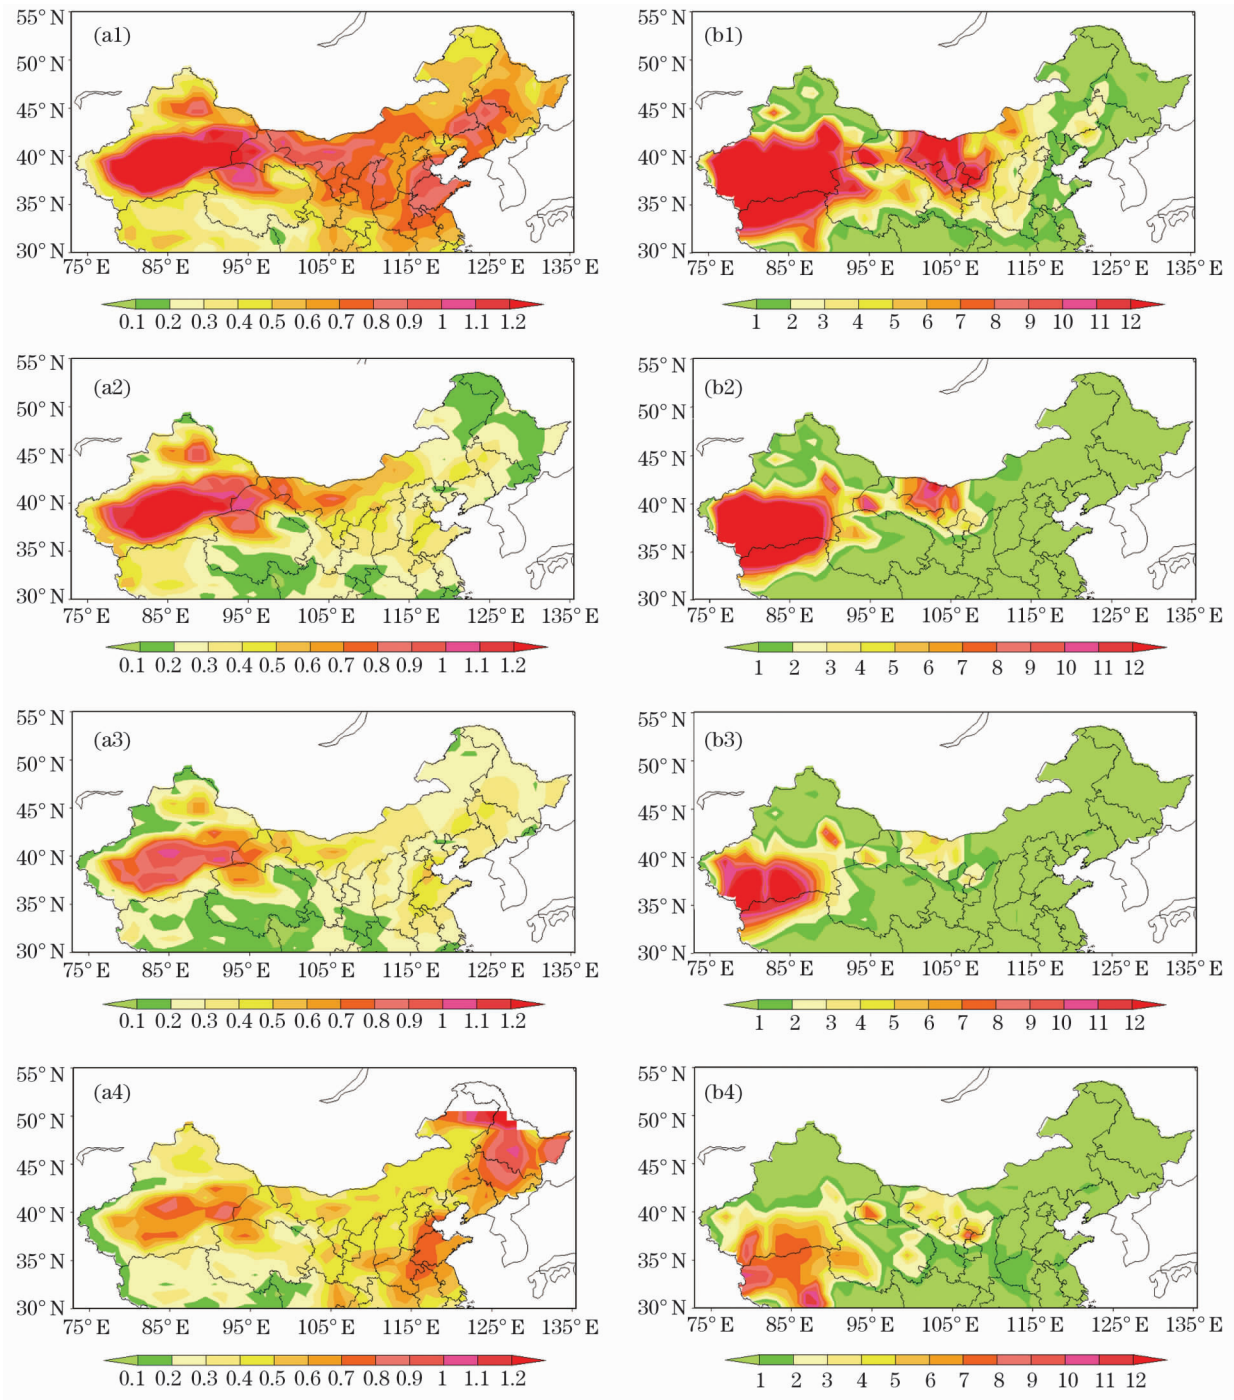 55° N (a1)
50° N
45° N
40° N
35° N
30° N
75° E 85° E 95° E 105° E 115° E 125° E 135° E
0.1 0.2 0.3 0.4 0.5 0.6 0.7 0.8 0.9 1 1.1 1.2
55° N (b1)
50° N
45° N
40° N
35° N
30° N
75° E 85° E 95° E 105° E 115° E 125° E 135° E
1 2 3 4 5 6 7 8 9 10 11 12
55° N (a2)
50° N
45° N
40° N
35° N
30° N
75° E 85° E 95° E 105° E 115° E 125° E 135° E
0.1 0.2 0.3 0.4 0.5 0.6 0.7 0.8 0.9 1 1.1 1.2
55° N (b2)
50° N
45° N
40° N
35° N
30° N
75° E 85° E 95° E 105° E 115° E 125° E 135° E
1 2 3 4 5 6 7 8 9 10 11 12
55° N (a3)
50° N
45° N
40° N
35° N
30° N
75° E 85° E 95° E 105° E 115° E 125° E 135° E
0.1 0.2 0.3 0.4 0.5 0.6 0.7 0.8 0.9 1 1.1 1.2
55° N (b3)
50° N
45° N
40° N
35° N
30° N
75° E 85° E 95° E 105° E 115° E 125° E 135° E
1 2 3 4 5 6 7 8 9 10 11 12
55° N (a4)
50° N
45° N
40° N
35° N
30° N
75° E 85° E 95° E 105° E 115° E 125° E 135° E
0.1 0.2 0.3 0.4 0.5 0.6 0.7 0.8 0.9 1 1.1 1.2
55° N (b4)
50° N
45° N
40° N
35° N
30° N
75° E 85° E 95° E 105° E 115° E 125° E 135° E
1 2 3 4 5 6 7 8 9 10 11 12